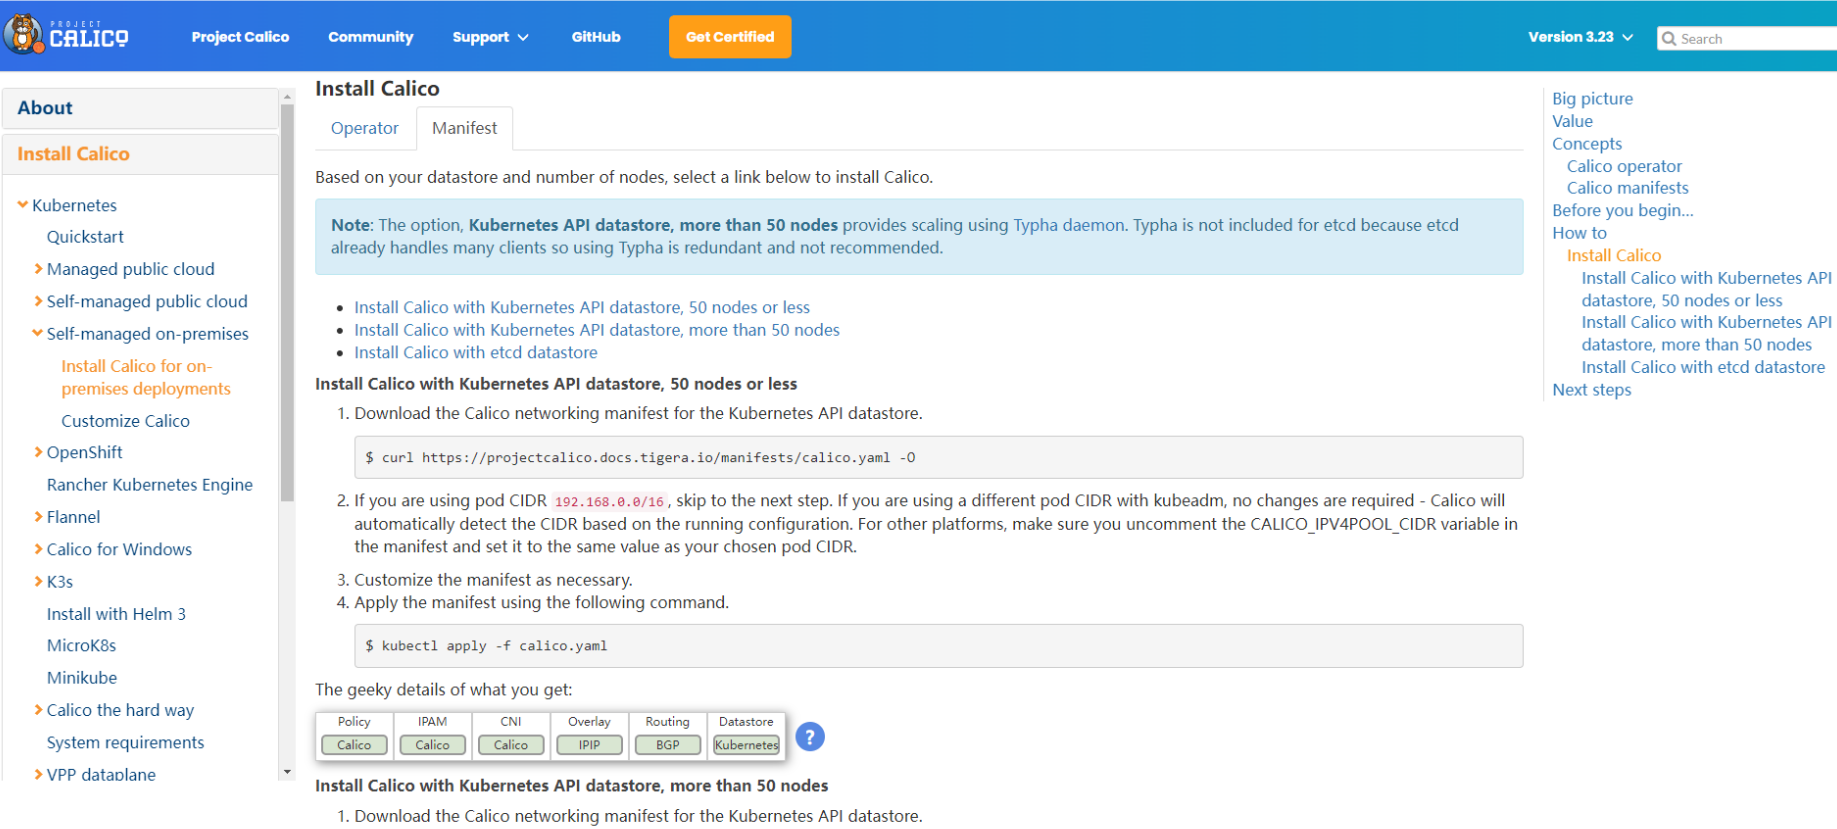 PROJECT
CALICO
Project Calico
Community
Support
GitHub
Get Certified
Version 3.23
Search
About
Install Calico
Kubernetes
Quickstart
Managed public cloud
Self-managed public cloud
Self-managed on-premises
Install Calico for on-
premises deployments
Customize Calico
OpenShift
Rancher Kubernetes Engine
Flannel
Calico for Windows
K3s
Install with Helm 3
MicroK8s
Minikube
Calico the hard way
System requirements
VPP dataplane
Install Calico
Operator
Manifest
Based on your datastore and number of nodes, select a link below to install Calico.
Note: The option, Kubernetes API datastore, more than 50 nodes provides scaling using Typha daemon. Typha is not included for etcd because etcd
already handles many clients so using Typha is redundant and not recommended.
• Install Calico with Kubernetes API datastore, 50 nodes or less
• Install Calico with Kubernetes API datastore, more than 50 nodes
• Install Calico with etcd datastore
Install Calico with Kubernetes API datastore, 50 nodes or less
1. Download the Calico networking manifest for the Kubernetes API datastore.
$ curl https://projectcalico.docs.tigera.io/manifests/calico.yaml -O
2. If you are using pod CIDR 192.168.0.0/16, skip to the next step. If you are using a different pod CIDR with kubeadm, no changes are required - Calico will
automatically detect the CIDR based on the running configuration. For other platforms, make sure you uncomment the CALICO_IPV4POOL_CIDR variable in
the manifest and set it to the same value as your chosen pod CIDR.
3. Customize the manifest as necessary.
4. Apply the manifest using the following command.
$ kubectl apply -f calico.yaml
The geeky details of what you get:
Policy IPAM CNI Overlay Routing Datastore
Calico Calico Calico IPIP BGP Kubernetes
?
Install Calico with Kubernetes API datastore, more than 50 nodes
1. Download the Calico networking manifest for the Kubernetes API datastore.
Big picture
Value
Concepts
Calico operator
Calico manifests
Before you begin...
How to
Install Calico
Install Calico with Kubernetes API
datastore, 50 nodes or less
Install Calico with Kubernetes API
datastore, more than 50 nodes
Install Calico with etcd datastore
Next steps